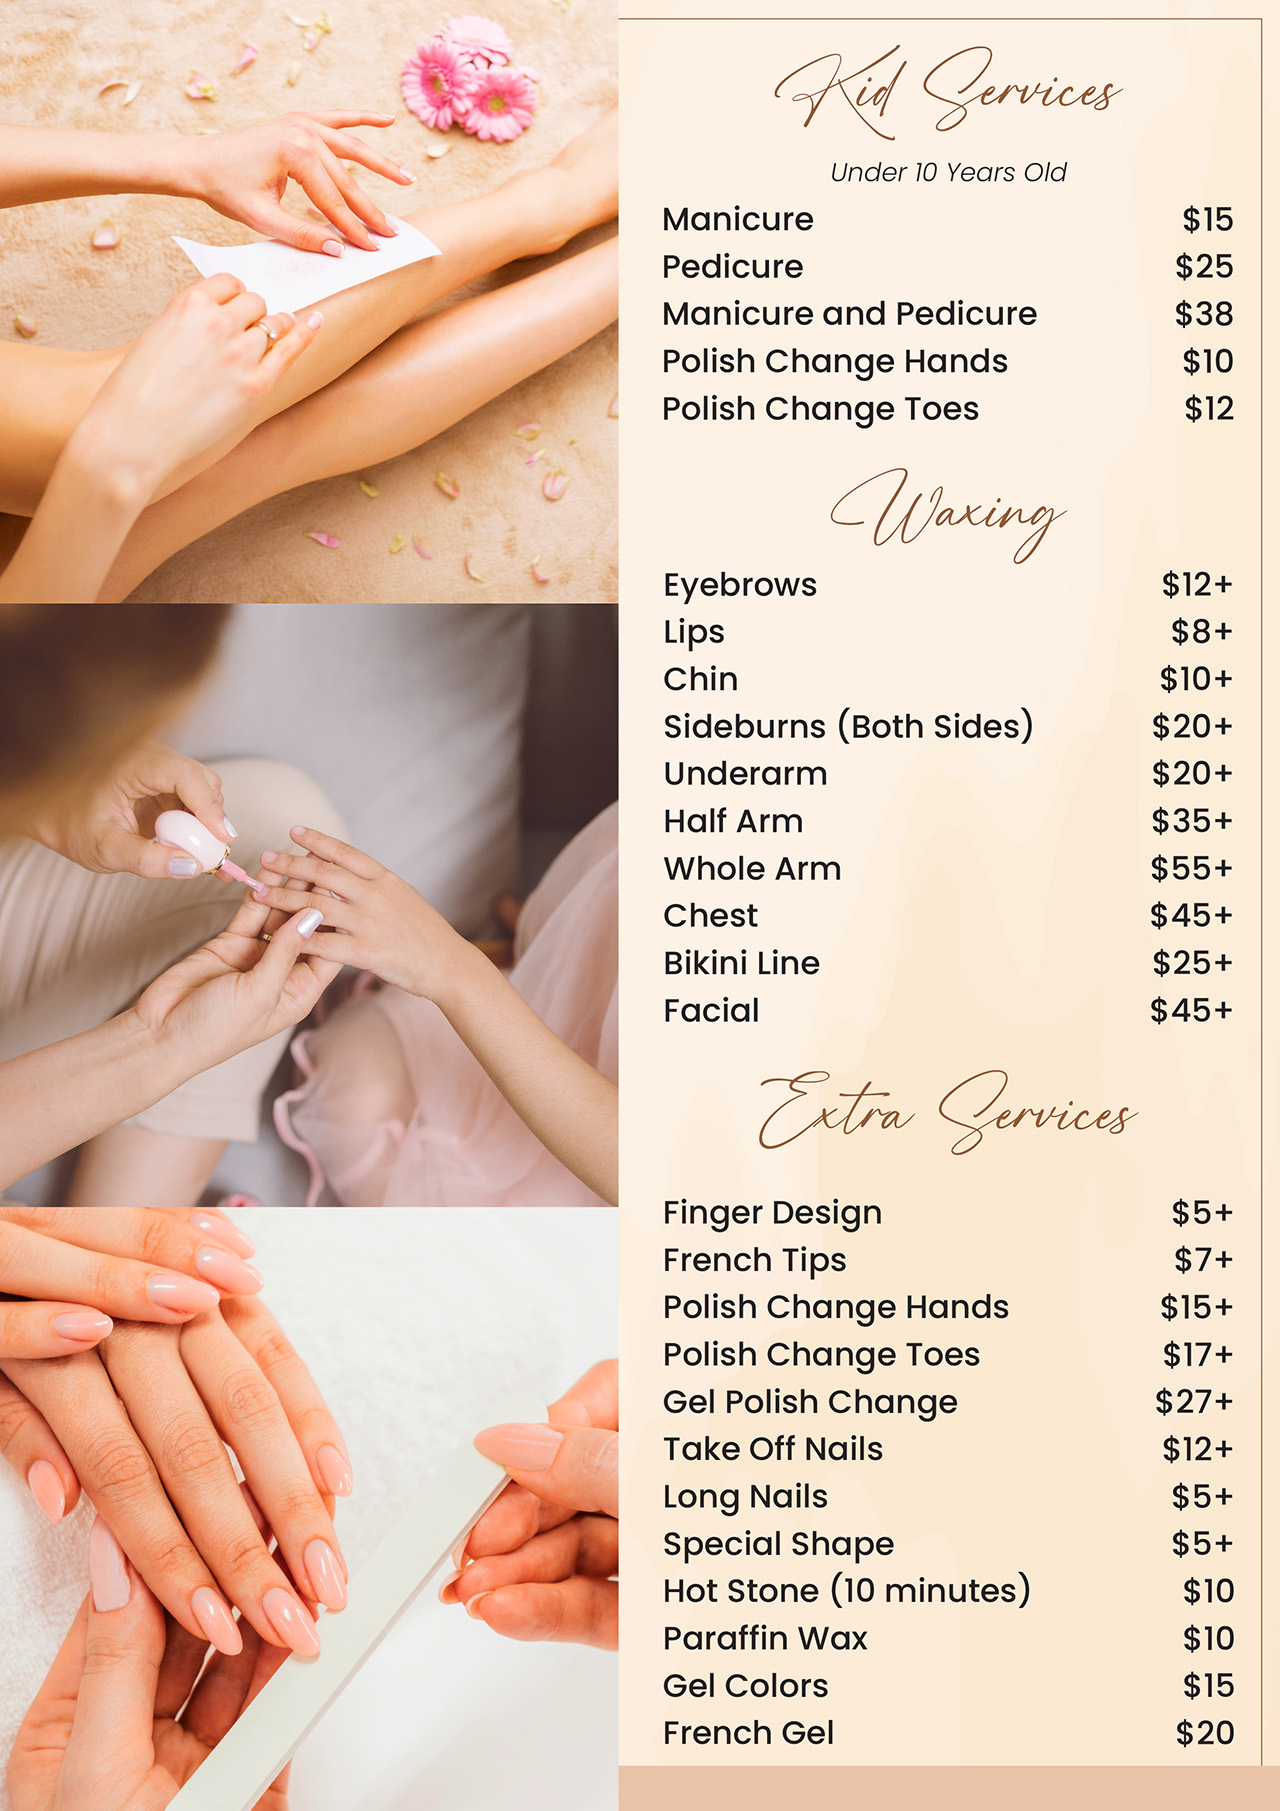 Kid Services
Under 10 Years Old
Manicure $15
Pedicure $25
Manicure and Pedicure $38
Polish Change Hands $10
Polish Change Toes $12
Waxing
Eyebrows $12+
Lips $8+
Chin $10+
Sideburns (Both Sides) $20+
Underarm $20+
Half Arm $35+
Whole Arm $55+
Chest $45+
Bikini Line $25+
Facial $45+
Extra Services
Finger Design $5+
French Tips $7+
Polish Change Hands $15+
Polish Change Toes $17+
Gel Polish Change $27+
Take Off Nails $12+
Long Nails $5+
Special Shape $5+
Hot Stone (10 minutes) $10
Paraffin Wax $10
Gel Colors $15
French Gel $20